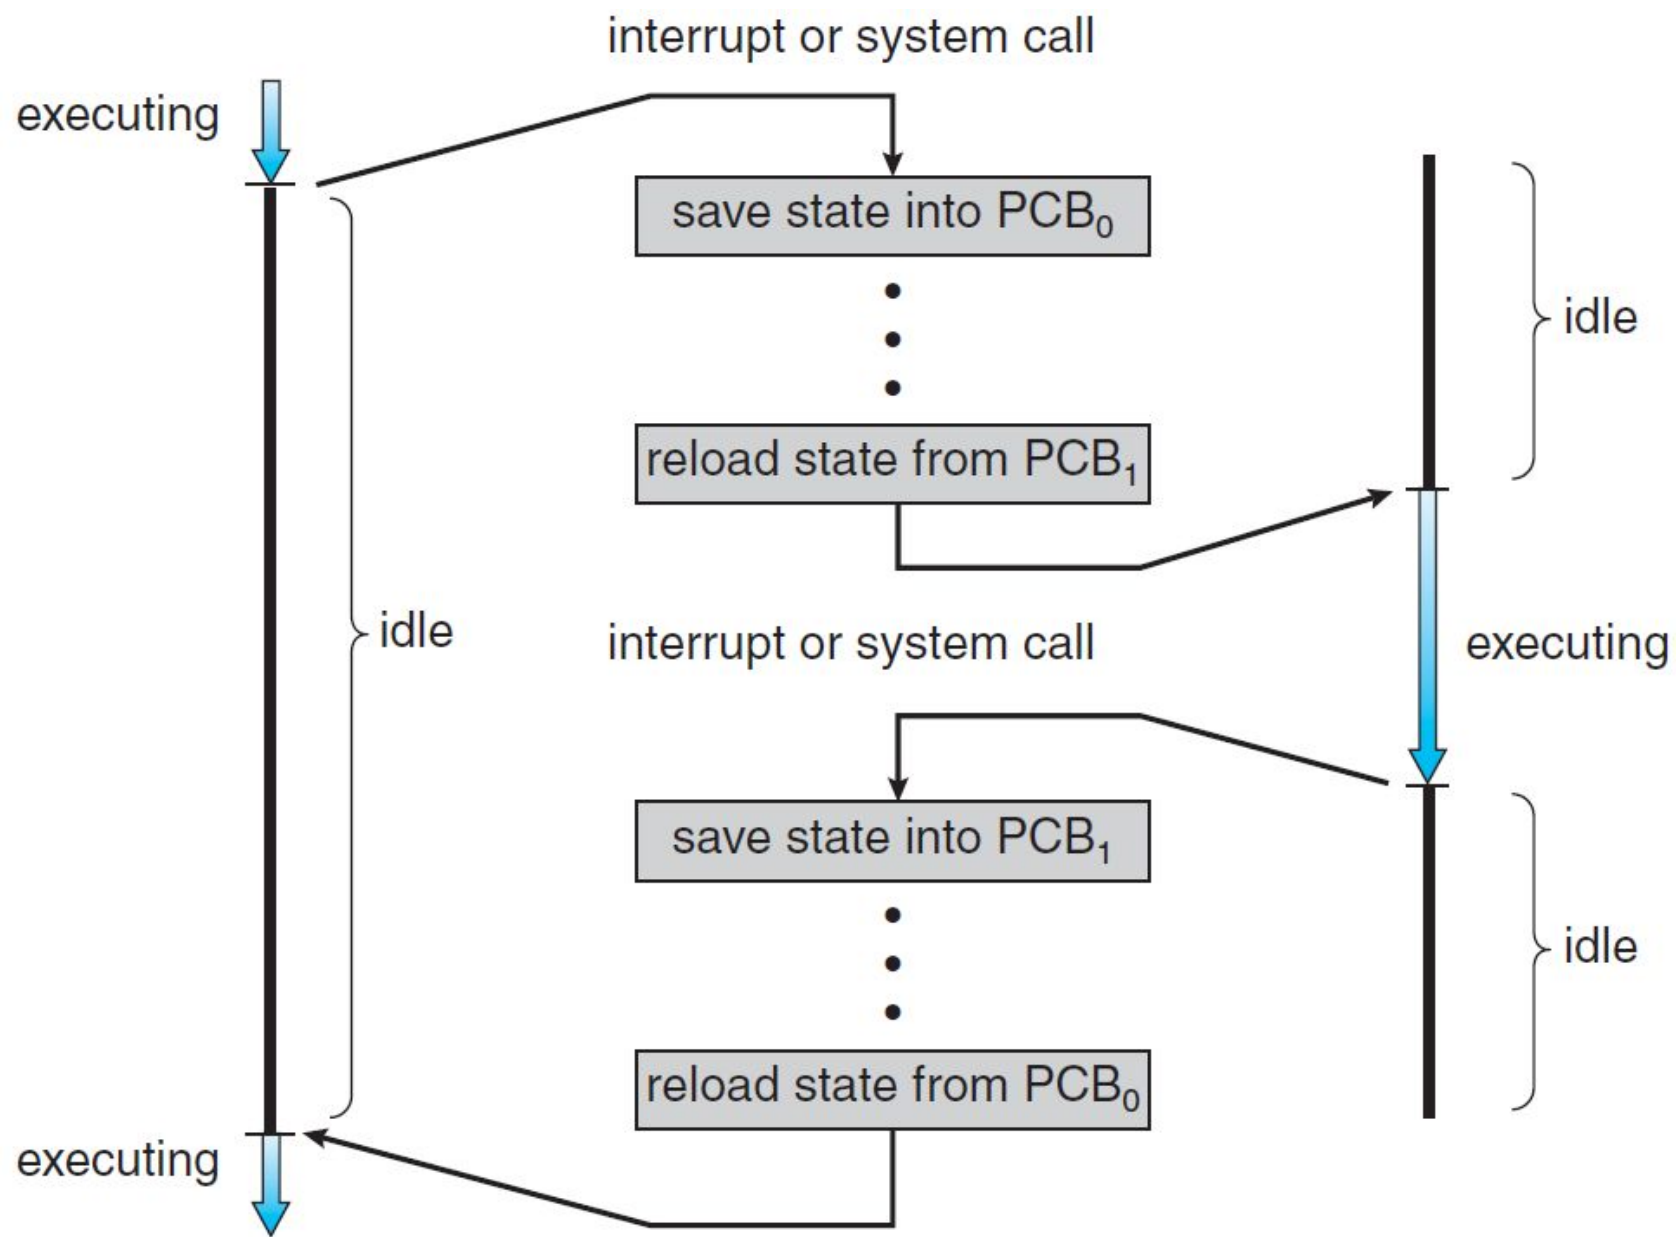 interrupt or system call
executing
save state into PCB₀
idle
reload state from PCB₁
idle
interrupt or system call
executing
save state into PCB₁
idle
reload state from PCB₀
executing